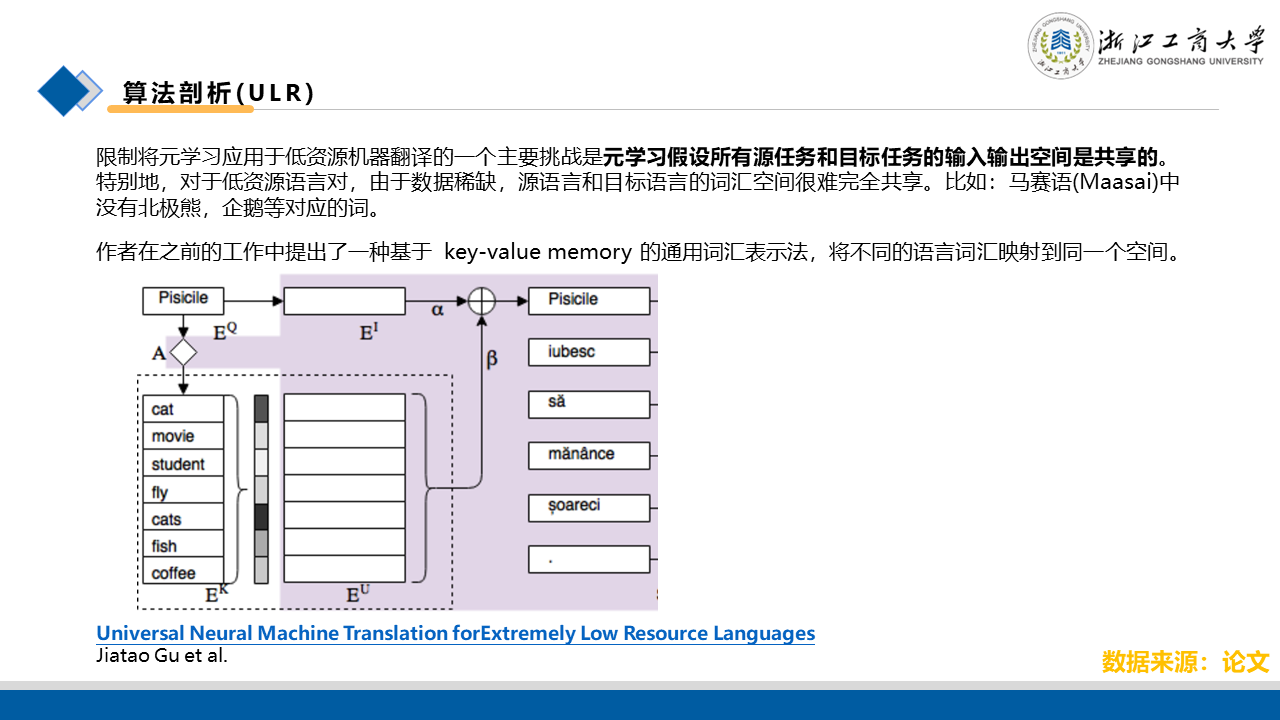 浙江工商大学
ZHEJIANG GONGSHANG UNIVERSITY
算法剖析(ULR)
限制将元学习应用于低资源机器翻译的一个主要挑战是元学习假设所有源任务和目标任务的输入输出空间是共享的。
特别地，对于低资源语言对，由于数据稀缺，源语言和目标语言的词汇空间很难完全共享。比如：马赛语(Maasai)中
没有北极熊，企鹅等对应的词。
作者在之前的工作中提出了一种基于 key-value memory 的通用词汇表示法，将不同的语言词汇映射到同一个空间。
Pisicile
α
Pisicile
E^Q
E^I
A
β
iubesc
cat
să
movie
student
mănânce
fly
cats
șoareci
fish
.
coffee
E^K
E^U
Universal Neural Machine Translation forExtremely Low Resource Languages
Jiatao Gu et al.
数据来源：论文